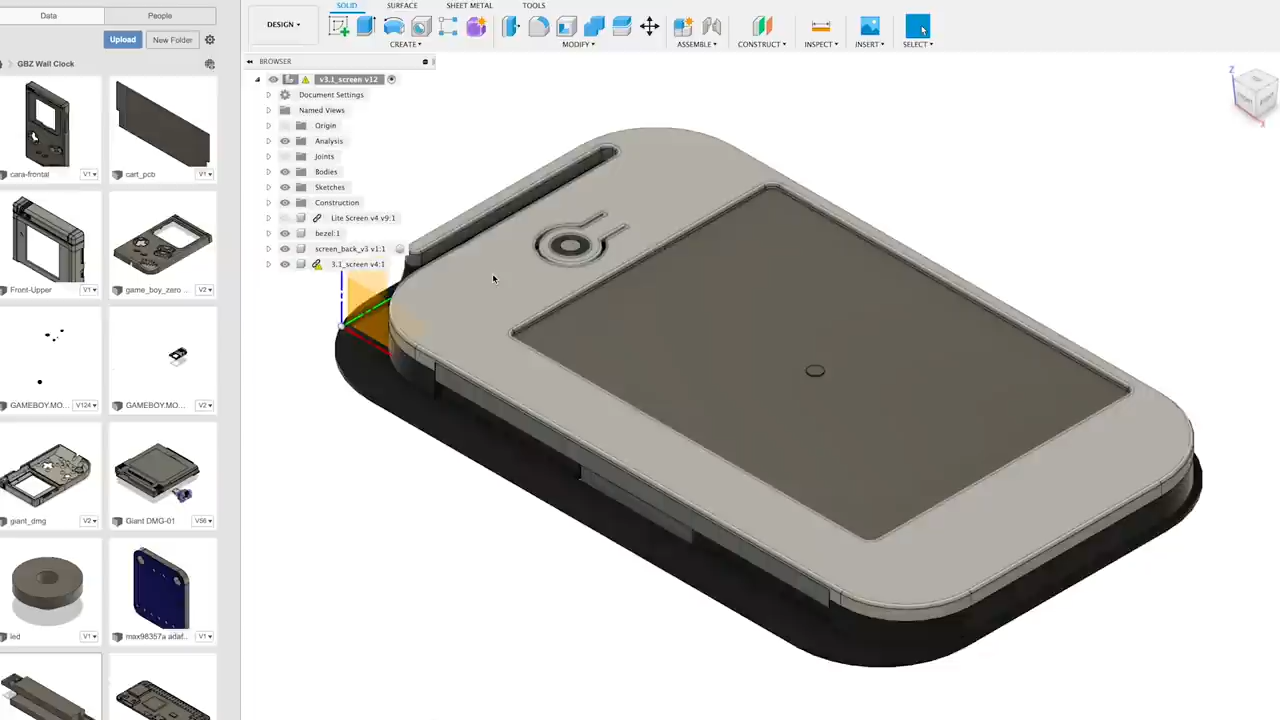 SOLID SURFACE SHEET METAL TOOLS
Data People
DESIGN
Upload New Folder
CREATE MODIFY ASSEMBLE CONSTRUCT INSPECT INSERT SELECT
GBZ Wall Clock
BROWSER
v3.1_screen v12
Document Settings
Named Views
Origin
Analysis
Joints
Bodies
Sketches
Construction
Lite Screen v4 v9:1
bezel:1
screen_back_v3 v1:1
3.1_screen v4:1
cara-frontal V1
cart_pcb V1
Front-Upper V1
game_boy_zero ... V2
GAMEBOY.MO... V124
GAMEBOY.MO... V2
giant_dmg V2
Giant DMG-01 V56
led V1
max98357a adaf... V1
Z
X